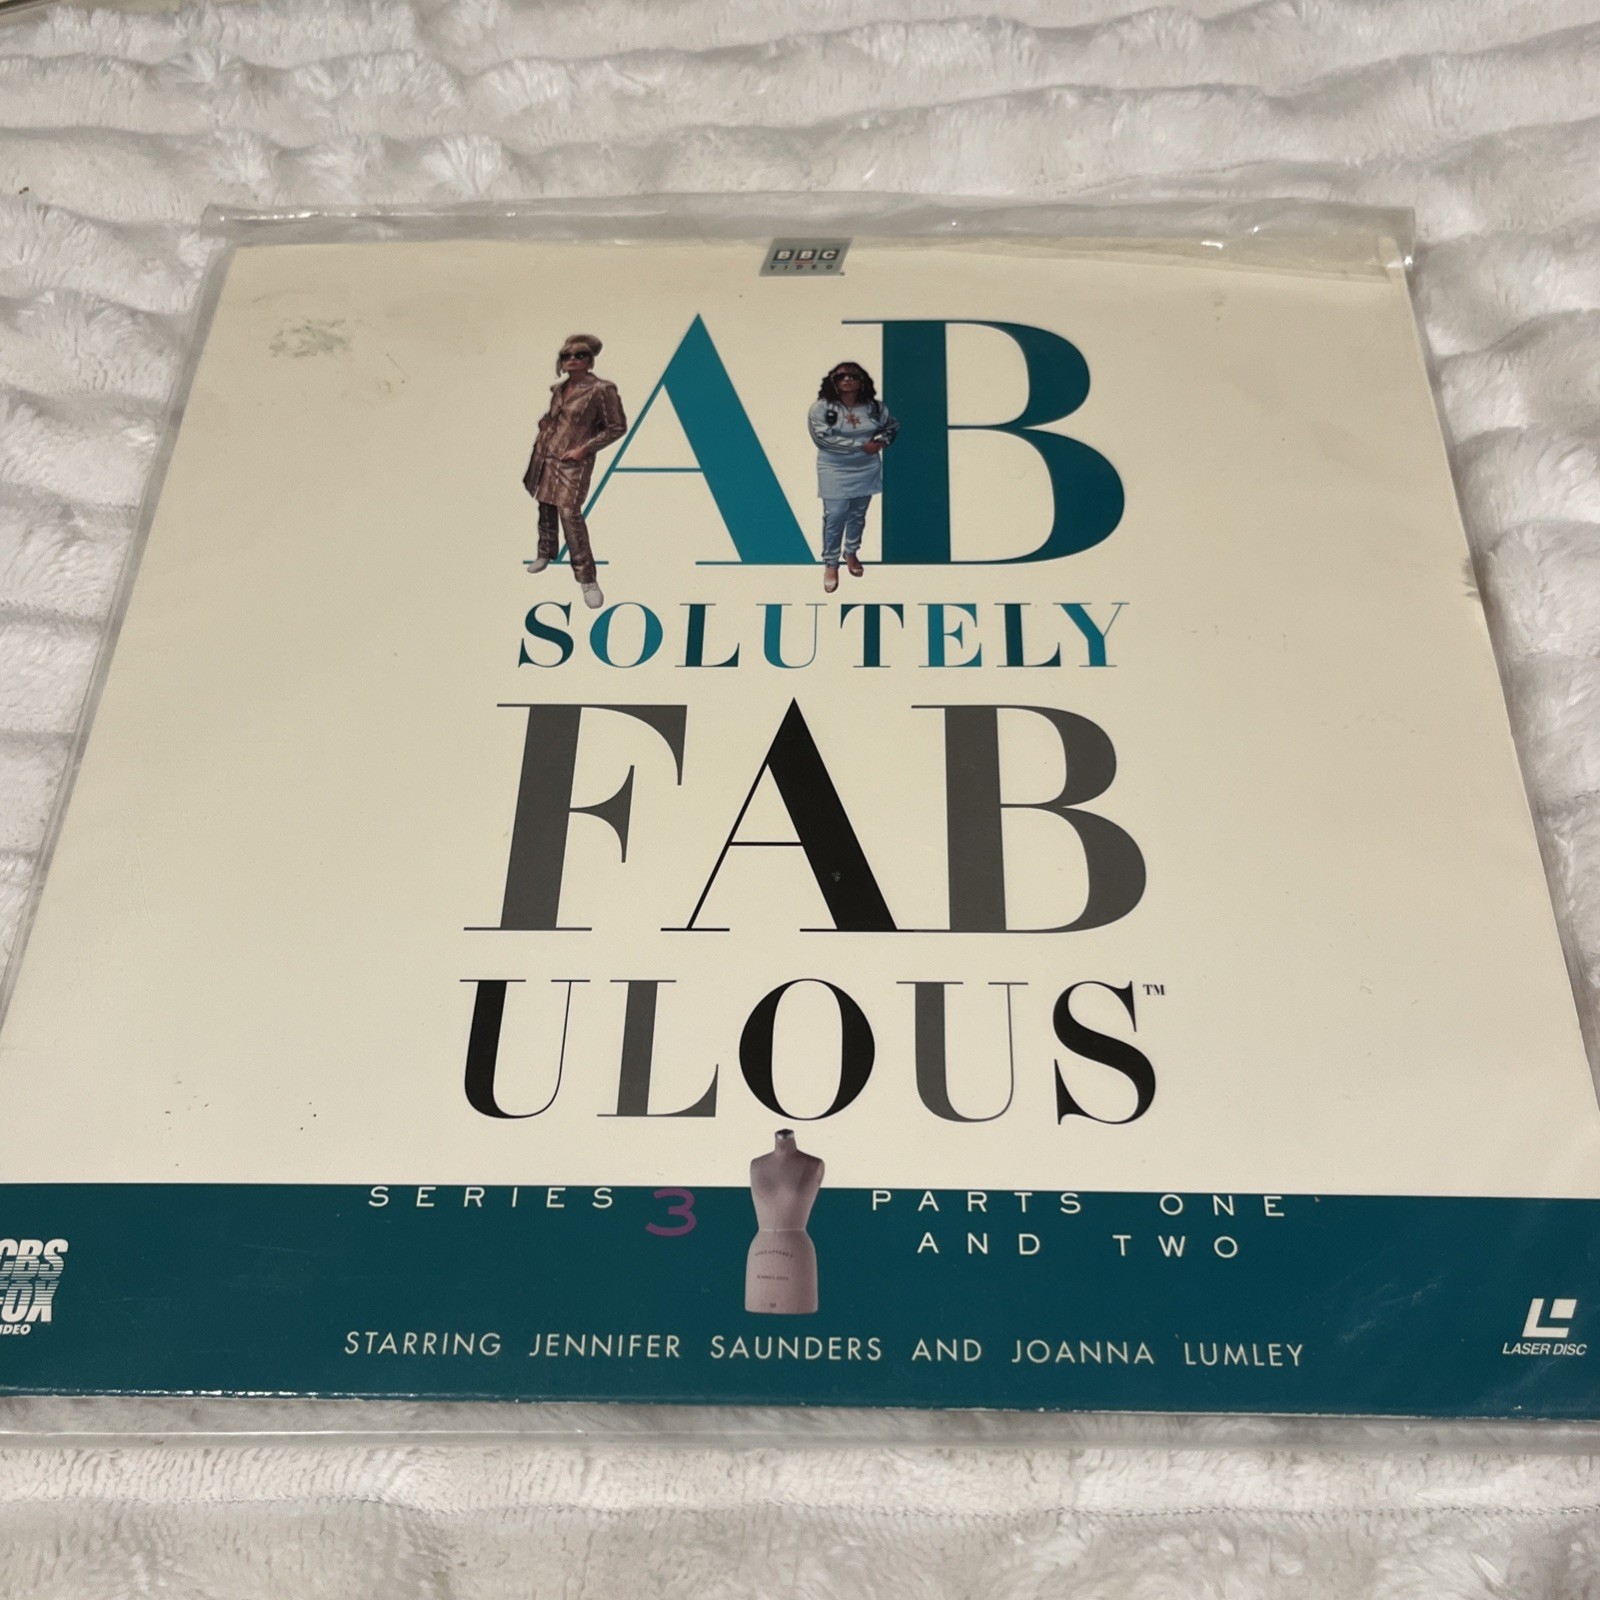 BBC
VIDEO
AB
SOLUTELY
FAB
ULOUS™
SERIES 3 PARTS ONE
AND TWO
CBS
FOX
VIDEO
STARRING JENNIFER SAUNDERS AND JOANNA LUMLEY
LASER DISC